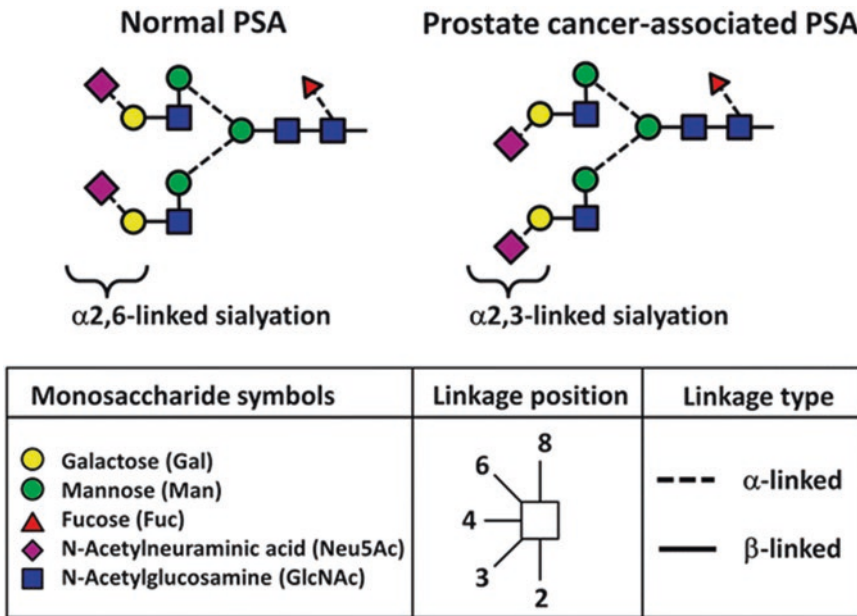 Normal PSA
Prostate cancer-associated PSA
α2,6-linked sialyation
α2,3-linked sialyation
Monosaccharide symbols
Galactose (Gal)
Mannose (Man)
Fucose (Fuc)
N-Acetylneuraminic acid (Neu5Ac)
N-Acetylglucosamine (GlcNAc)
Linkage position
8
6
4
3
2
Linkage type
α-linked
β-linked